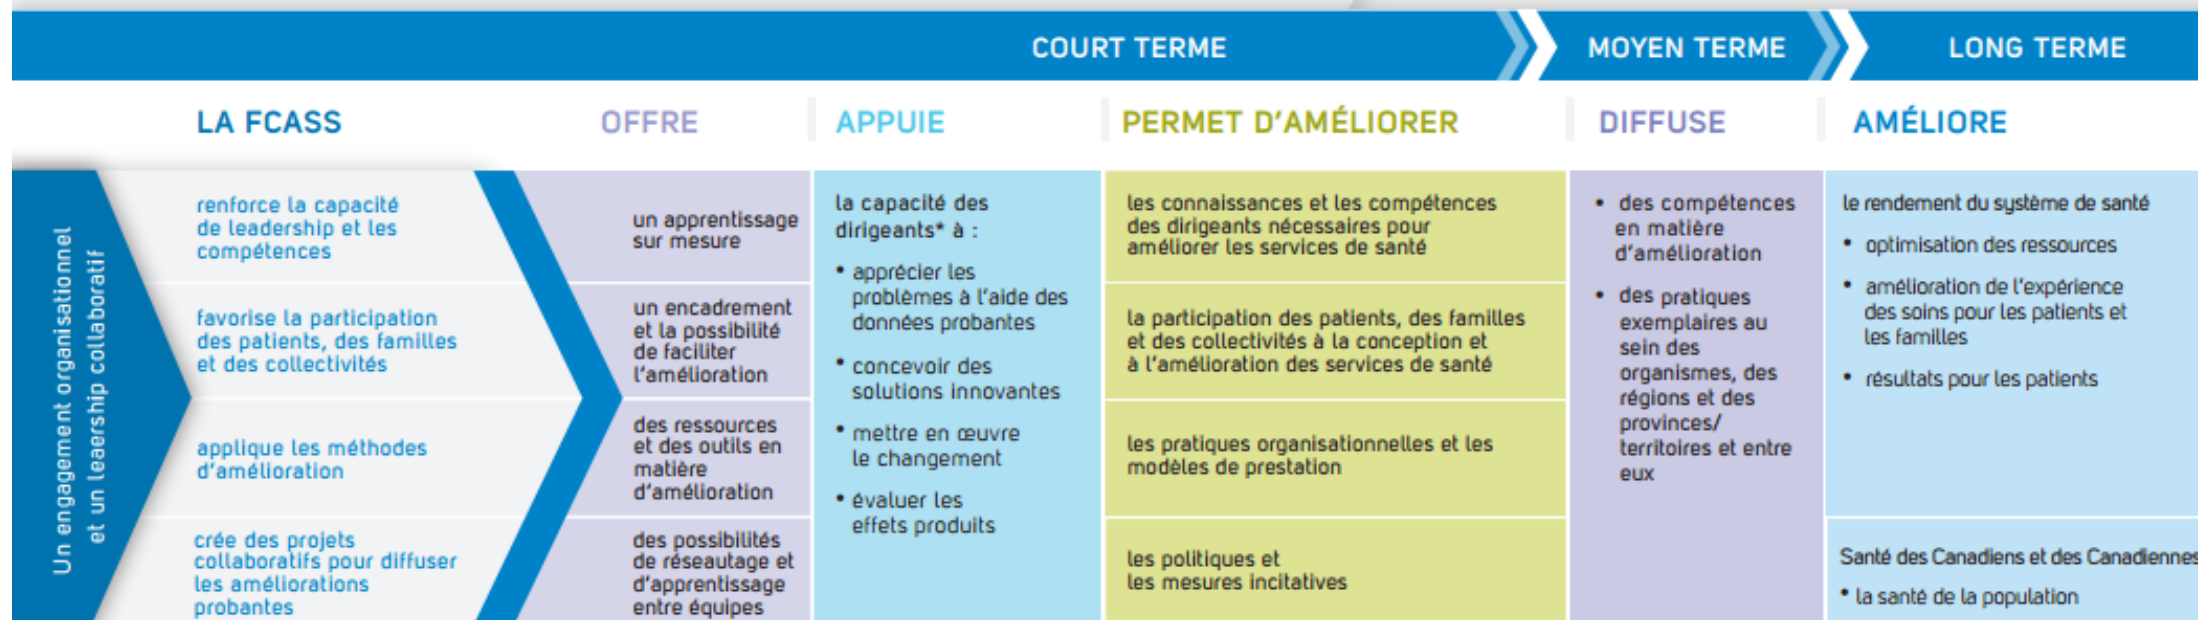 COURT TERME
MOYEN TERME
LONG TERME
LA FCASS
OFFRE
APPUIE
PERMET D'AMÉLIORER
DIFFUSE
AMÉLIORE
Un engagement organisationnel
et un leaership collaboratif
renforce la capacité
de leadership et les
compétences
favorise la participation
des patients, des familles
et des collectivités
applique les méthodes
d'amélioration
crée des projets
collaboratifs pour diffuser
les améliorations
probantes
un apprentissage
sur mesure
un encadrement
et la possibilité
de faciliter
l'amélioration
des ressources
et des outils en
matière
d'amélioration
des possibilités
de réseautage et
d'apprentissage
entre équipes
la capacité des
dirigeants* à :
• apprécier les
problèmes à l'aide des
données probantes
• concevoir des
solutions innovantes
• mettre en œuvre
le changement
• évaluer les
effets produits
les connaissances et les compétences
des dirigeants nécessaires pour
améliorer les services de santé
la participation des patients, des familles
et des collectivités à la conception et
à l'amélioration des services de santé
les pratiques organisationnelles et les
modèles de prestation
les politiques et
les mesures incitatives
• des compétences
en matière
d'amélioration
• des pratiques
exemplaires au
sein des
organismes, des
régions et des
provinces/
territoires et entre
eux
le rendement du système de santé
• optimisation des ressources
• amélioration de l'expérience
des soins pour les patients et
les familles
• résultats pour les patients
Santé des Canadiens et des Canadiennes
• la santé de la population